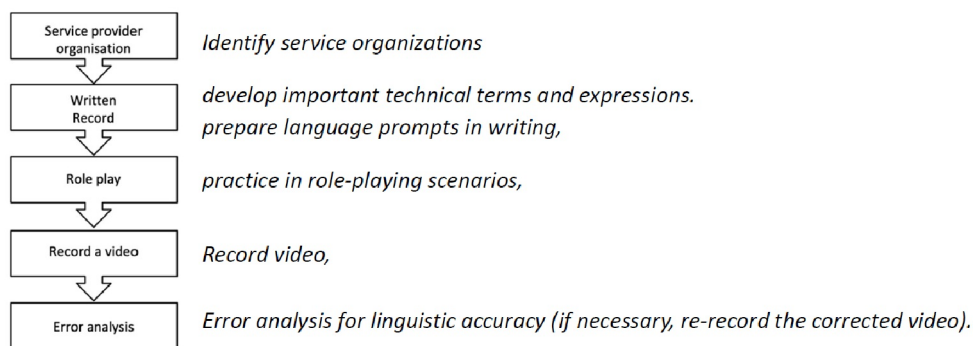 Service provider
organisation
Identify service organizations
Written
Record
develop important technical terms and expressions.
prepare language prompts in writing,
Role play
practice in role-playing scenarios,
Record a video
Record video,
Error analysis
Error analysis for linguistic accuracy (if necessary, re-record the corrected video).